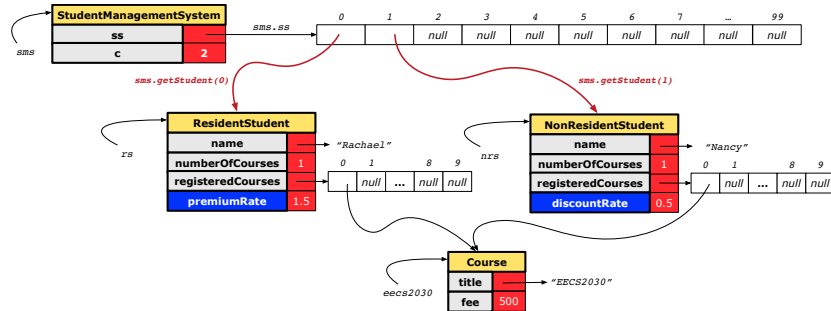 StudentManagementSystem
ss
c 2
sms
sms.ss
0 1 2 3 4 5 6 7 … 99
null null null null null null null null
sms.getStudent(0)
sms.getStudent(1)
ResidentStudent
name
numberOfCourses 1
registeredCourses
premiumRate 1.5
rs
"Rachael"
0 1 8 9
null ... null null
NonResidentStudent
name
numberOfCourses 1
registeredCourses
discountRate 0.5
nrs
"Nancy"
0 1 8 9
null ... null null
Course
title
fee 500
eecs2030
"EECS2030"